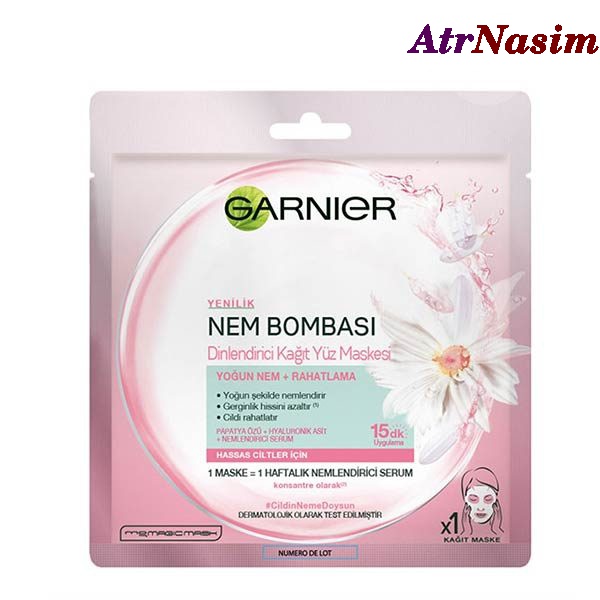 AtrNasim
GARNIER
YENİLİK
NEM BOMBASI
Dinlendirici Kağıt Yüz Maskesi
YOĞUN NEM + RAHATLAMA
• Yoğun şekilde nemlendirir
• Gerginlik hissini azaltır (1)
• Cildi rahatlatır
PAPATYA ÖZÜ + HYALURONİK ASİT
+ NEMLENDİRİCİ SERUM
15dk
Uygulama
HASSAS CİLTLER İÇİN
1 MASKE = 1 HAFTALIK NEMLENDİRİCİ SERUM
konsantre olarak(2)
#CildinNemeDoysun
DERMATOLOJİK OLARAK TEST EDİLMİŞTİR
x1
KAĞIT MASKE
NUMERO DE LOT